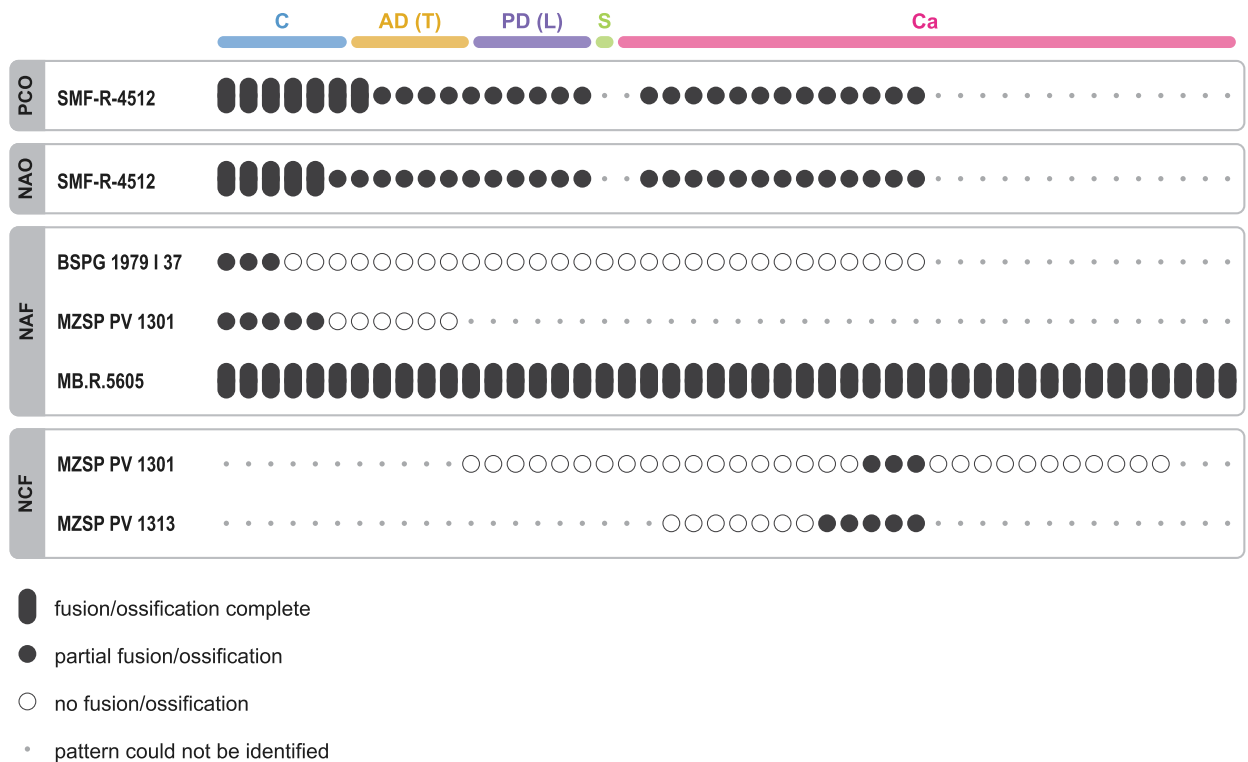 C AD (T) PD (L) S Ca
PCO SMF-R-4512
NAO SMF-R-4512
NAF
BSPG 1979 I 37
MZSP PV 1301
MB.R.5605
NCF
MZSP PV 1301
MZSP PV 1313
fusion/ossification complete
partial fusion/ossification
no fusion/ossification
pattern could not be identified